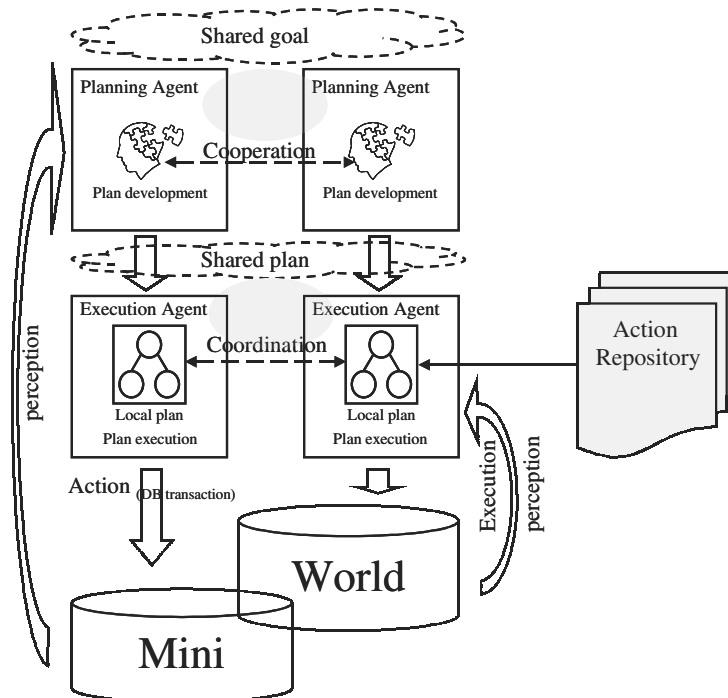 Shared goal
Planning Agent
Planning Agent
Cooperation
Plan development
Plan development
Shared plan
Execution Agent
Execution Agent
Coordination
Local plan
Local plan
Plan execution
Plan execution
Action
Repository
perception
Action (DB transaction)
Execution
perception
World
Mini